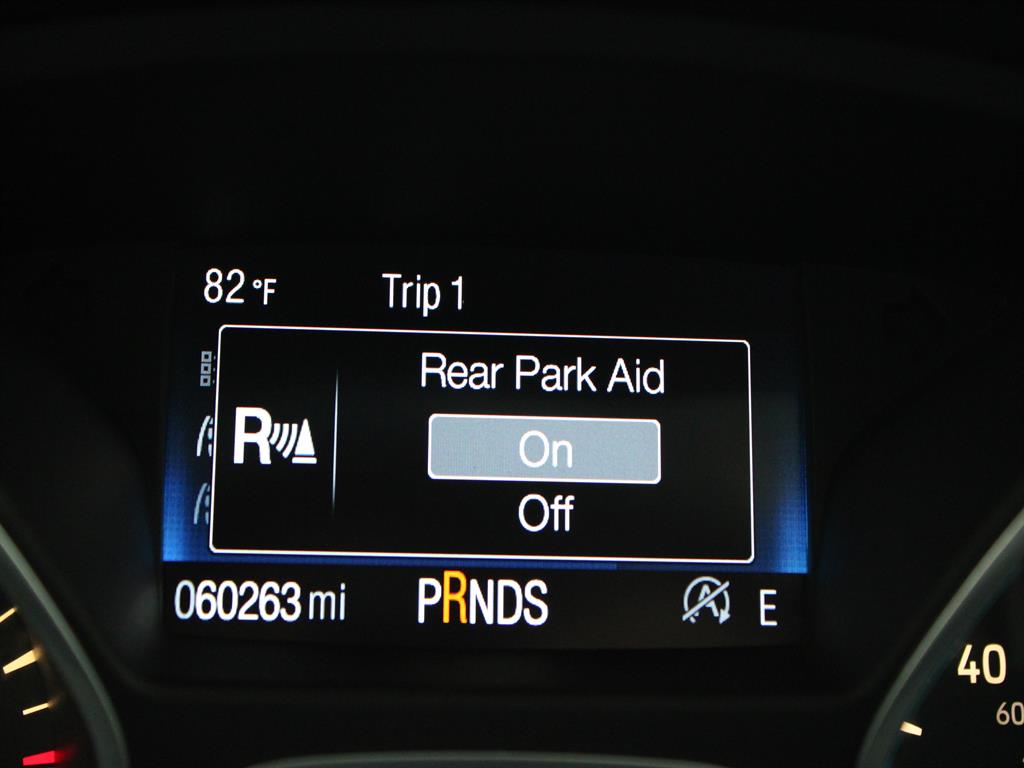 82 °F Trip 1
Rear Park Aid
R
On
Off
060263 mi PRNDS A E
40
60